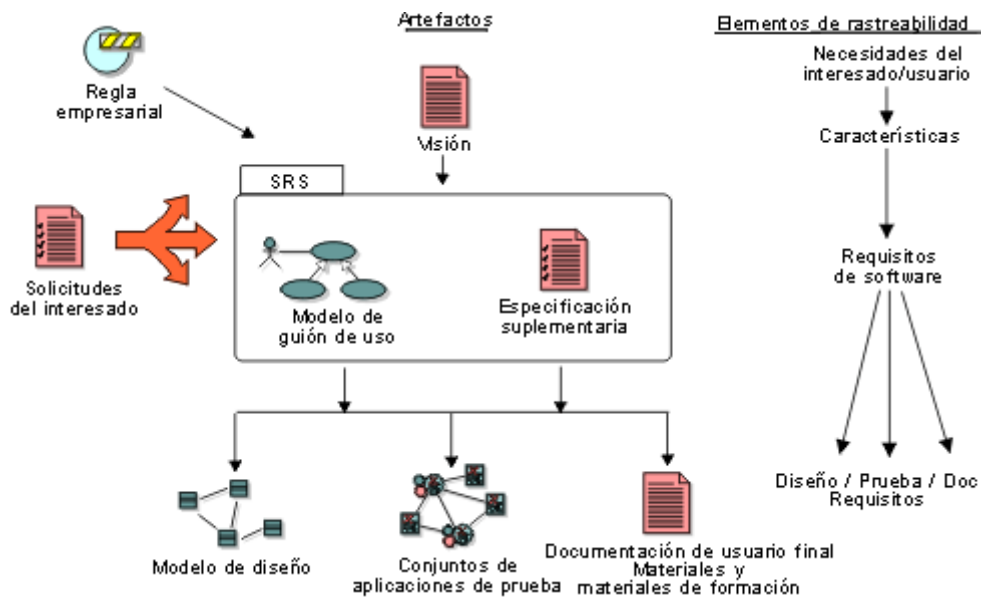 Artefactos
Elementos de rastreabilidad
Regla
empresarial
Visión
Necesidades del
interesado/usuario
Características
SRS
Solicitudes
del interesado
Modelo de
guión de uso
Especificación
suplementaria
Requisitos
de software
Diseño / Prueba / Doc
Requisitos
Modelo de diseño
Conjuntos de
aplicaciones de prueba
Documentación de usuario final
Materiales y
materiales de formación